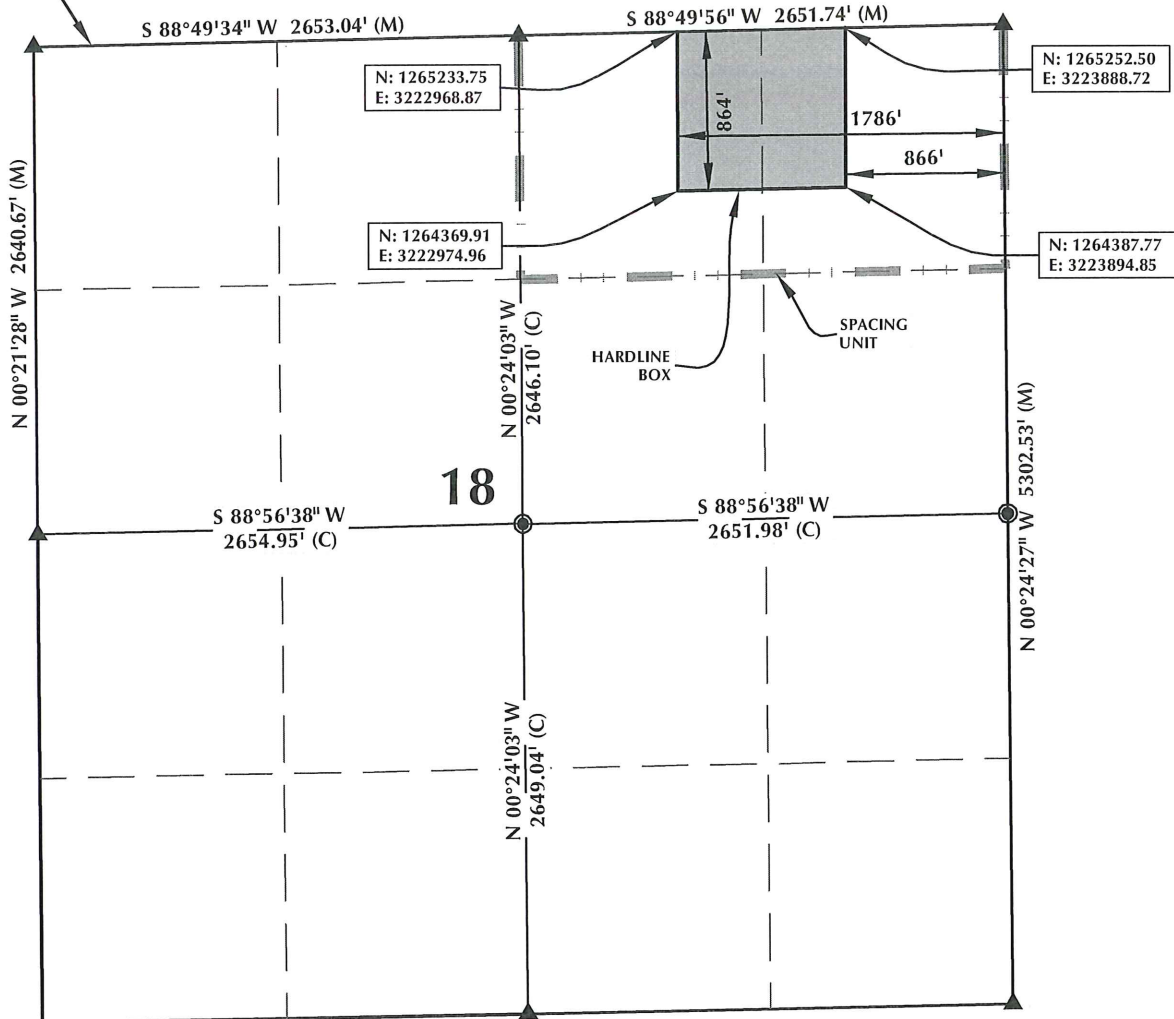 S 88°49'34" W 2653.04' (M)
S 88°49'56" W 2651.74' (M)
N: 1265233.75
E: 3222968.87
N: 1265252.50
E: 3223888.72
864'
1786'
866'
N: 1264369.91
E: 3222974.96
N: 1264387.77
E: 3223894.85
N 00°21'28" W 2640.67' (M)
N 00°24'03" W
2646.10' (C)
SPACING
UNIT
HARDLINE
BOX
18
S 88°56'38" W
2654.95' (C)
S 88°56'38" W
2651.98' (C)
N 00°24'27" W 5302.53' (M)
N 00°24'03" W
2649.04' (C)